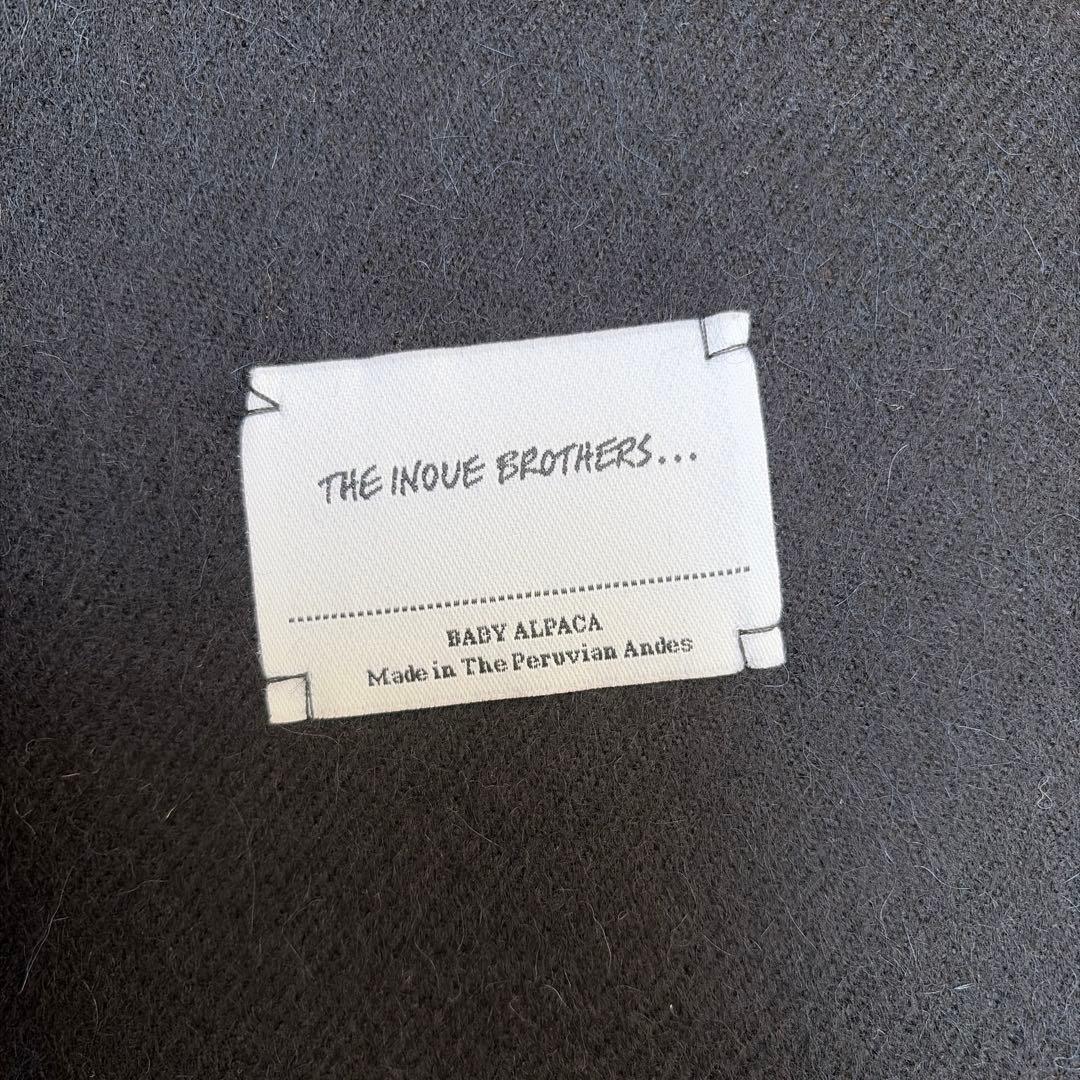 THE INOUE BROTHERS...
BABY ALPACA
Made in The Peruvian Andes